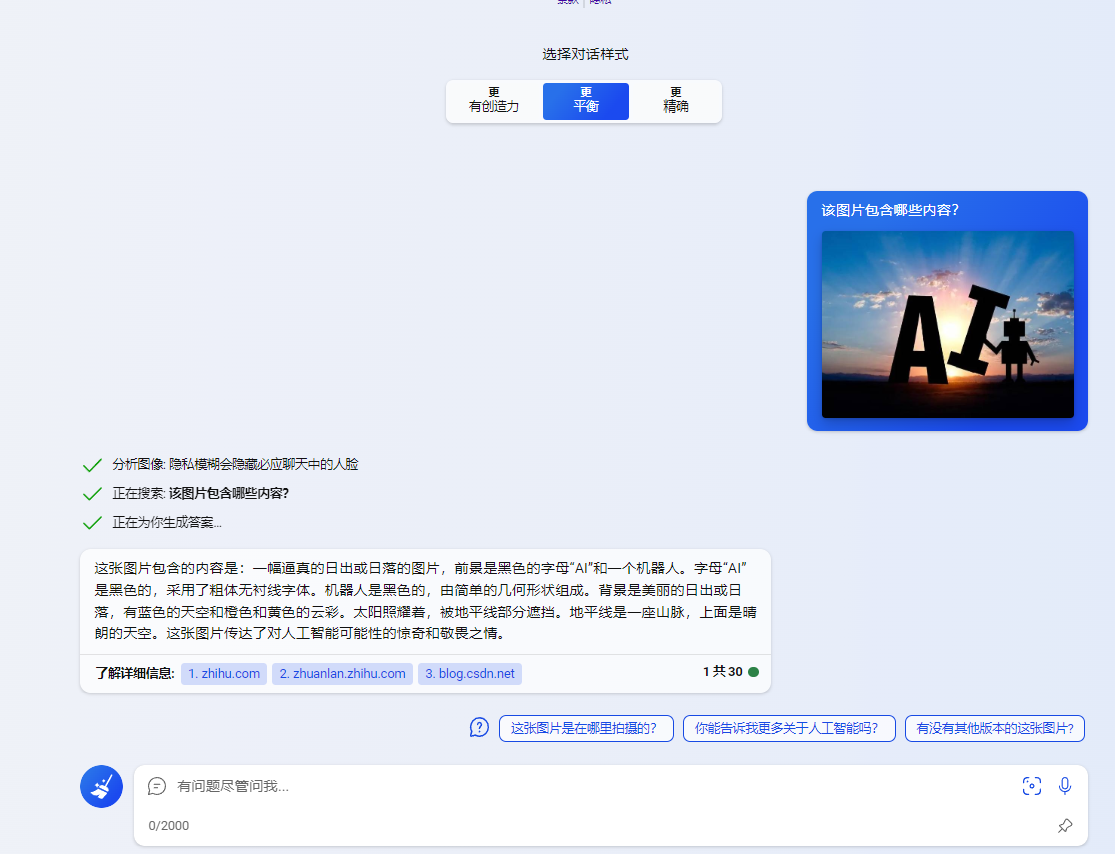 条款 | 隐私
选择对话样式
更
有创造力
更
平衡
更
精确
该图片包含哪些内容?
AI
分析图像: 隐私模糊会隐藏必应聊天中的人脸
正在搜索: 该图片包含哪些内容?
正在为你生成答案...
这张图片包含的内容是：一幅逼真的日出或日落的图片，前景是黑色的字母“AI”和一个机器人。字母“AI”
是黑色的，采用了粗体无衬线字体。机器人是黑色的，由简单的几何形状组成。背景是美丽的日出或日
落，有蓝色的天空和橙色和黄色的云彩。太阳照耀着，被地平线部分遮挡。地平线是一座山脉，上面是晴
朗的天空。这张图片传达了对人工智能可能性的惊奇和敬畏之情。
了解详细信息: 1. zhihu.com 2. zhuanlan.zhihu.com 3. blog.csdn.net 1 共 30
这张图片是在哪里拍摄的? 你能告诉我更多关于人工智能吗? 有没有其他版本的这张图片?
有问题尽管问我...
0/2000